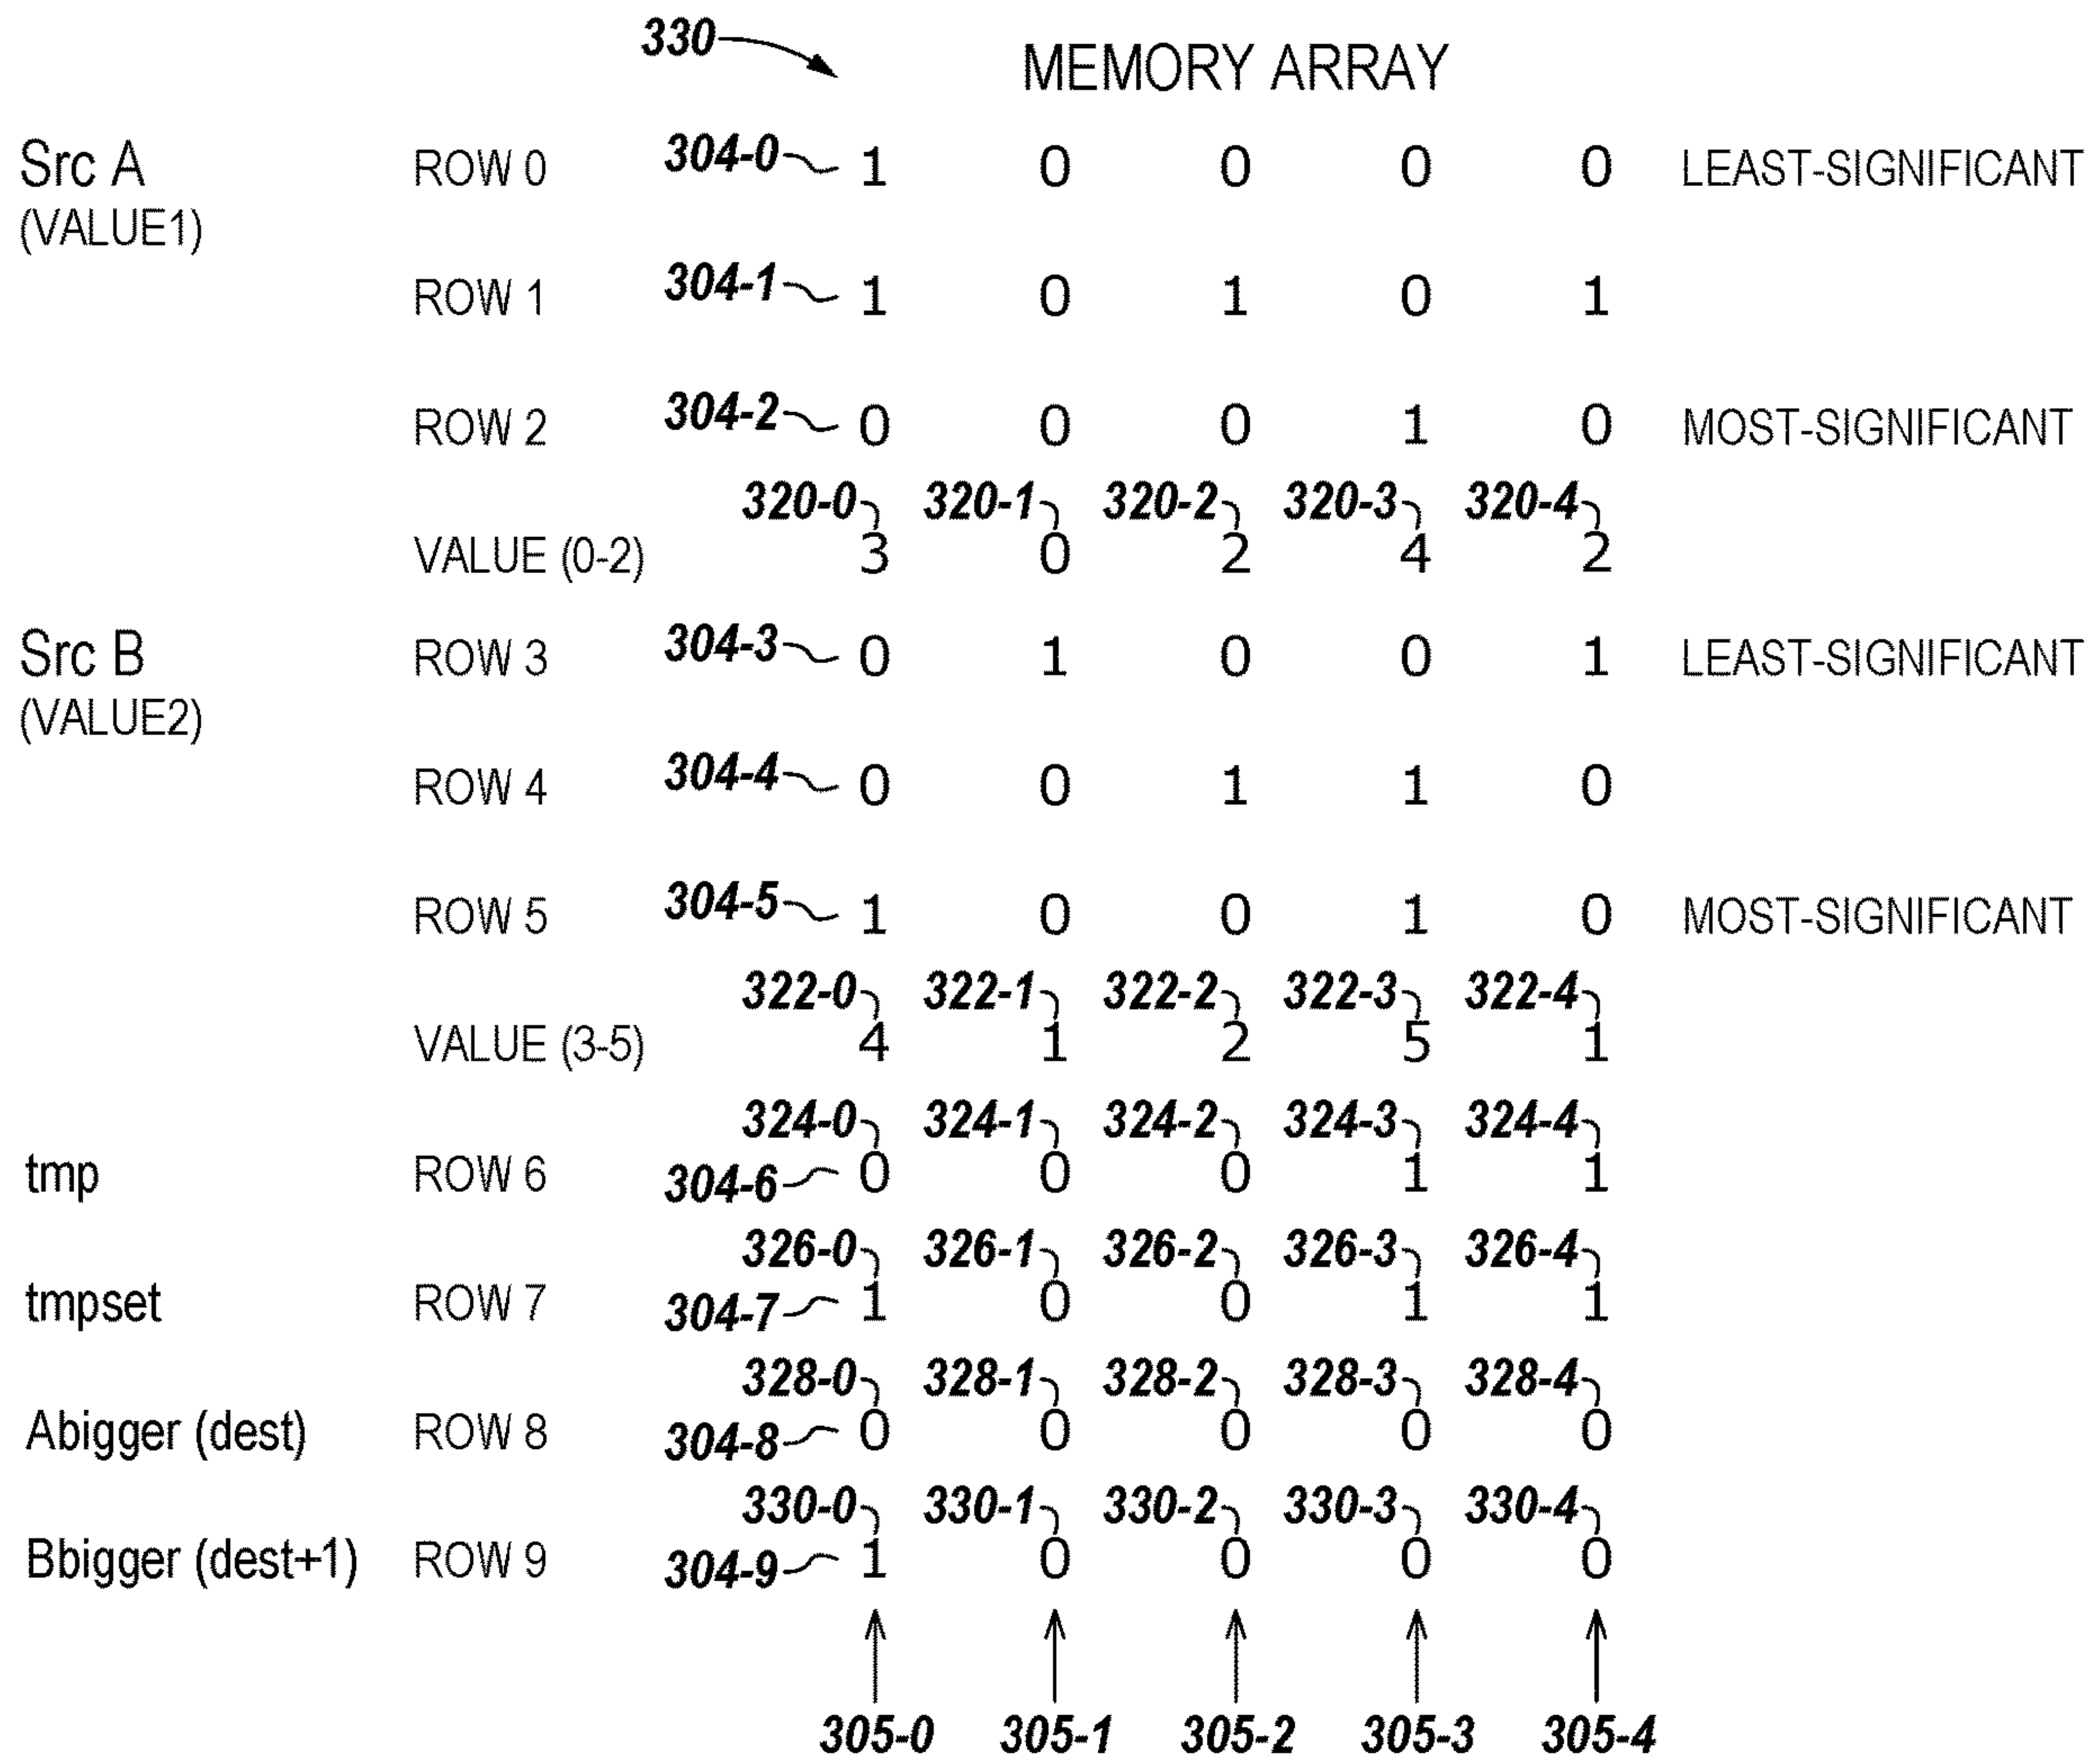 330 MEMORY ARRAY
Src A ROW 0 304-0 1 0 0 0 0 LEAST-SIGNIFICANT
(VALUE1)
ROW 1 304-1 1 0 1 0 1
ROW 2 304-2 0 0 0 1 0 MOST-SIGNIFICANT
320-0 320-1 320-2 320-3 320-4
VALUE (0-2) 3 0 2 4 2
Src B ROW 3 304-3 0 1 0 0 1 LEAST-SIGNIFICANT
(VALUE2)
ROW 4 304-4 0 0 1 1 0
ROW 5 304-5 1 0 0 1 0 MOST-SIGNIFICANT
322-0 322-1 322-2 322-3 322-4
VALUE (3-5) 4 1 2 5 1
324-0 324-1 324-2 324-3 324-4
tmp ROW 6 304-6 0 0 0 1 1
326-0 326-1 326-2 326-3 326-4
tmpset ROW 7 304-7 1 0 0 1 1
328-0 328-1 328-2 328-3 328-4
Abigger (dest) ROW 8 304-8 0 0 0 0 0
330-0 330-1 330-2 330-3 330-4
Bbigger (dest+1) ROW 9 304-9 1 0 0 0 0
305-0 305-1 305-2 305-3 305-4